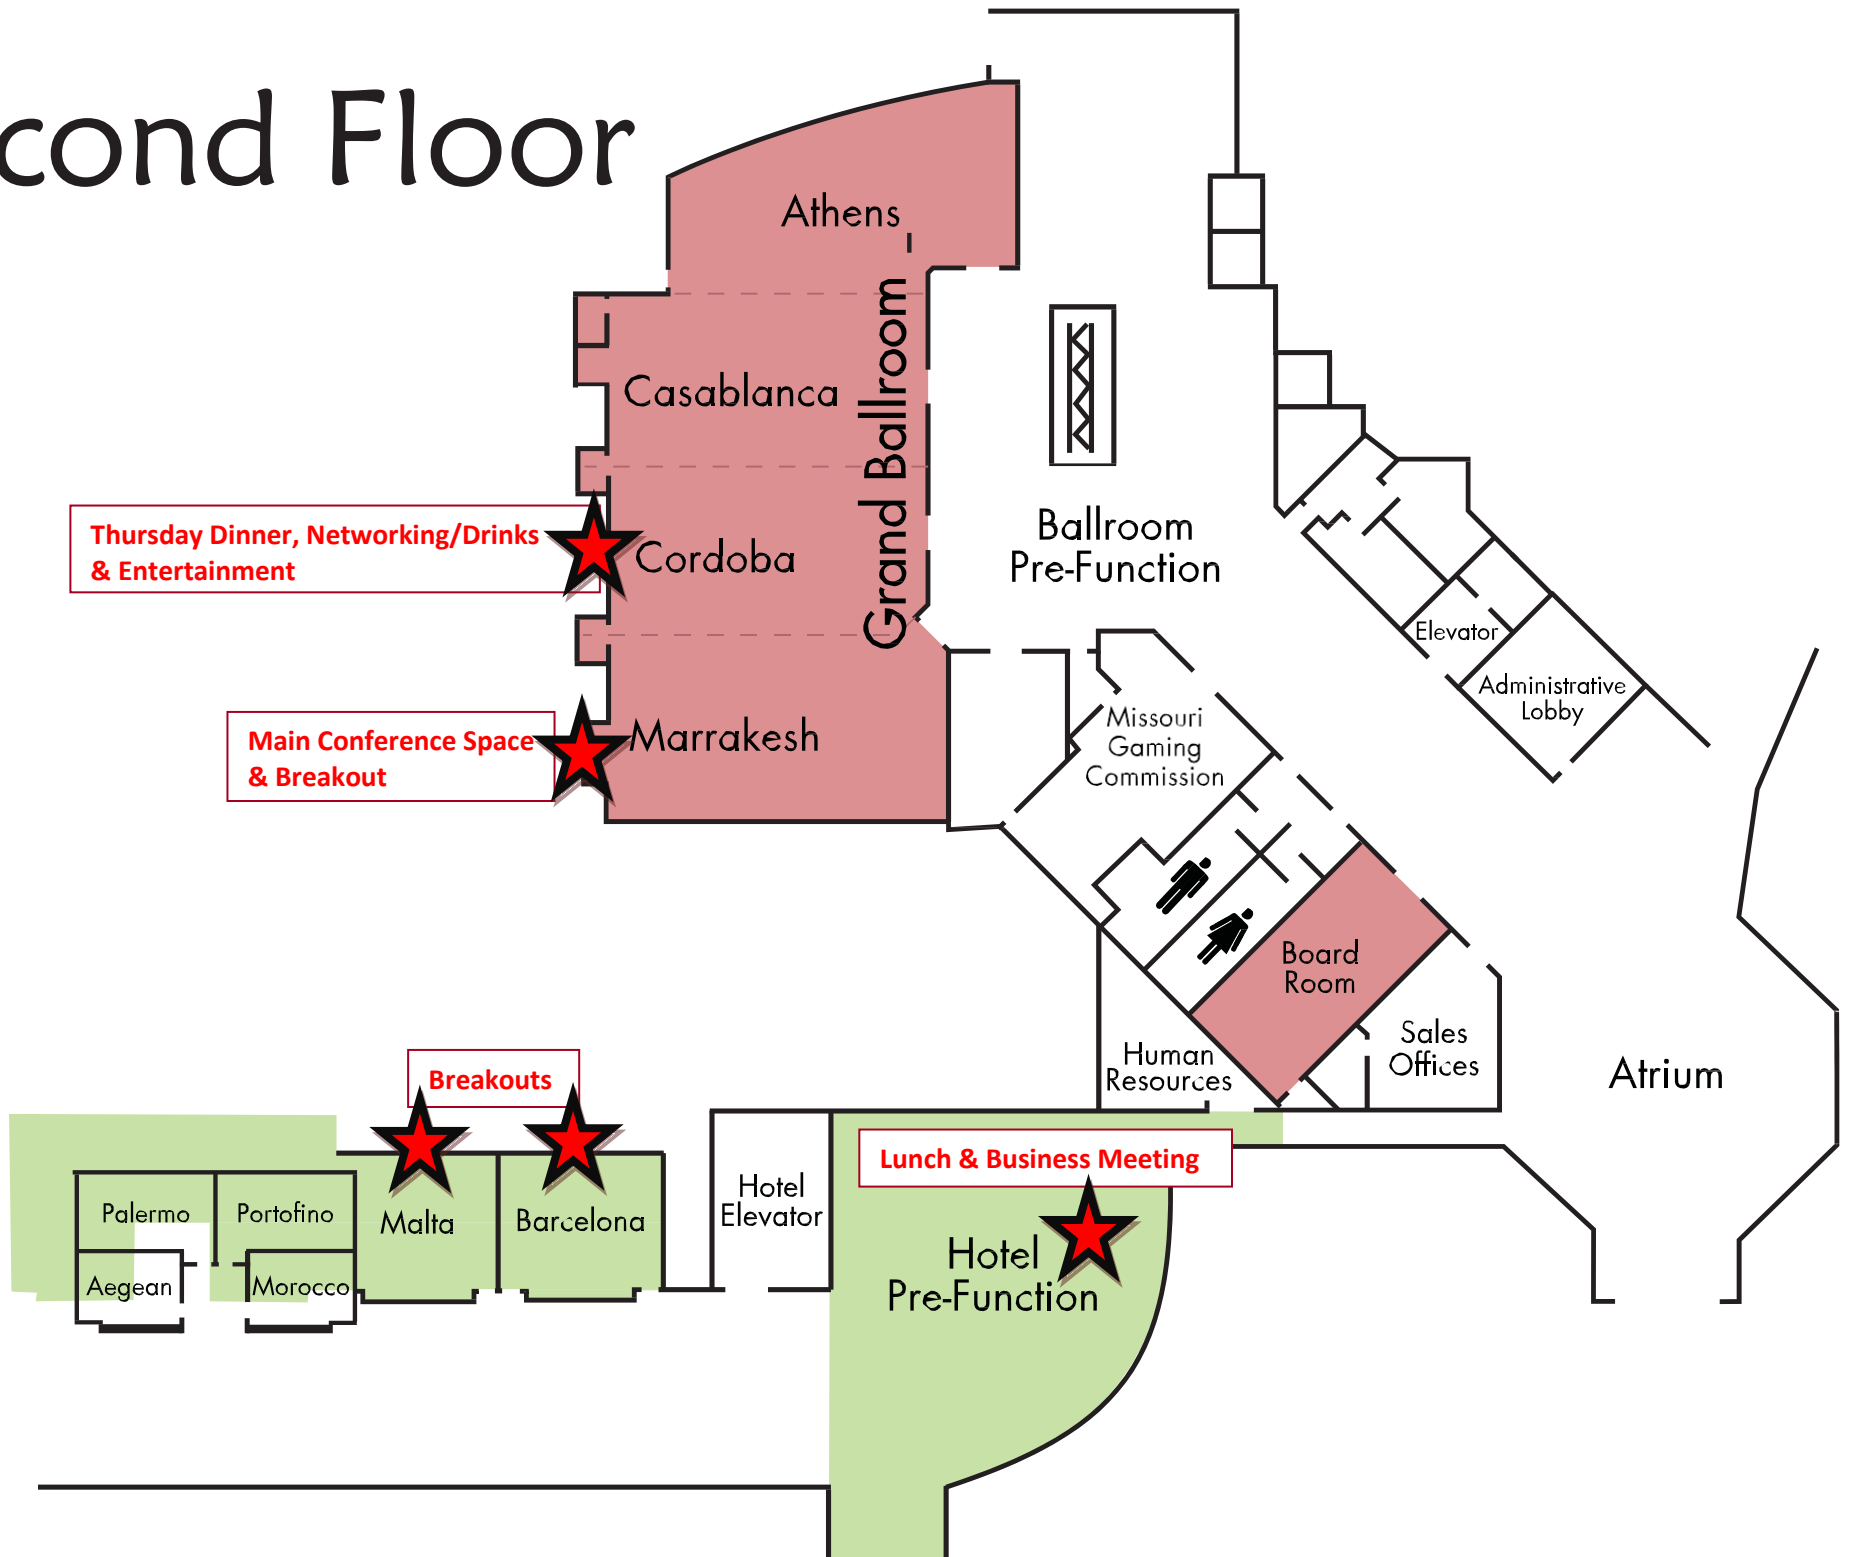 cond Floor
Athens
Grand Ballroom
Casablanca
Thursday Dinner, Networking/Drinks
& Entertainment
Cordoba
Ballroom
Pre-Function
Elevator
Administrative
Lobby
Main Conference Space
& Breakout
Marrakesh
Missouri
Gaming
Commission
Board
Room
Sales
Offices
Human
Resources
Atrium
Breakouts
Lunch & Business Meeting
Palermo
Portofino
Malta
Barcelona
Hotel
Elevator
Aegean
Morocco
Hotel
Pre-Function